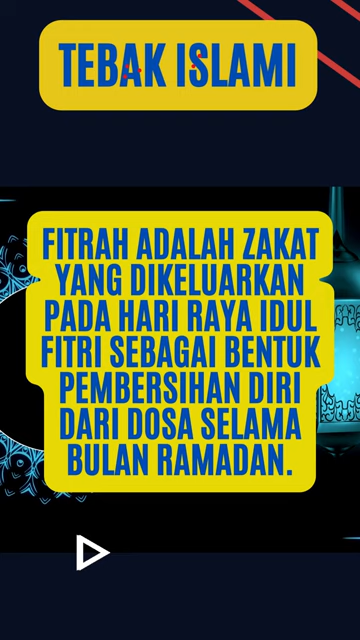 TEBAK ISLAMI
FITRAH ADALAH ZAKAT
YANG DIKELUARKAN
PADA HARI RAYA IDUL
FITRI SEBAGAI BENTUK
PEMBERSIHAN DIRI
DARI DOSA SELAMA
BULAN RAMADAN.